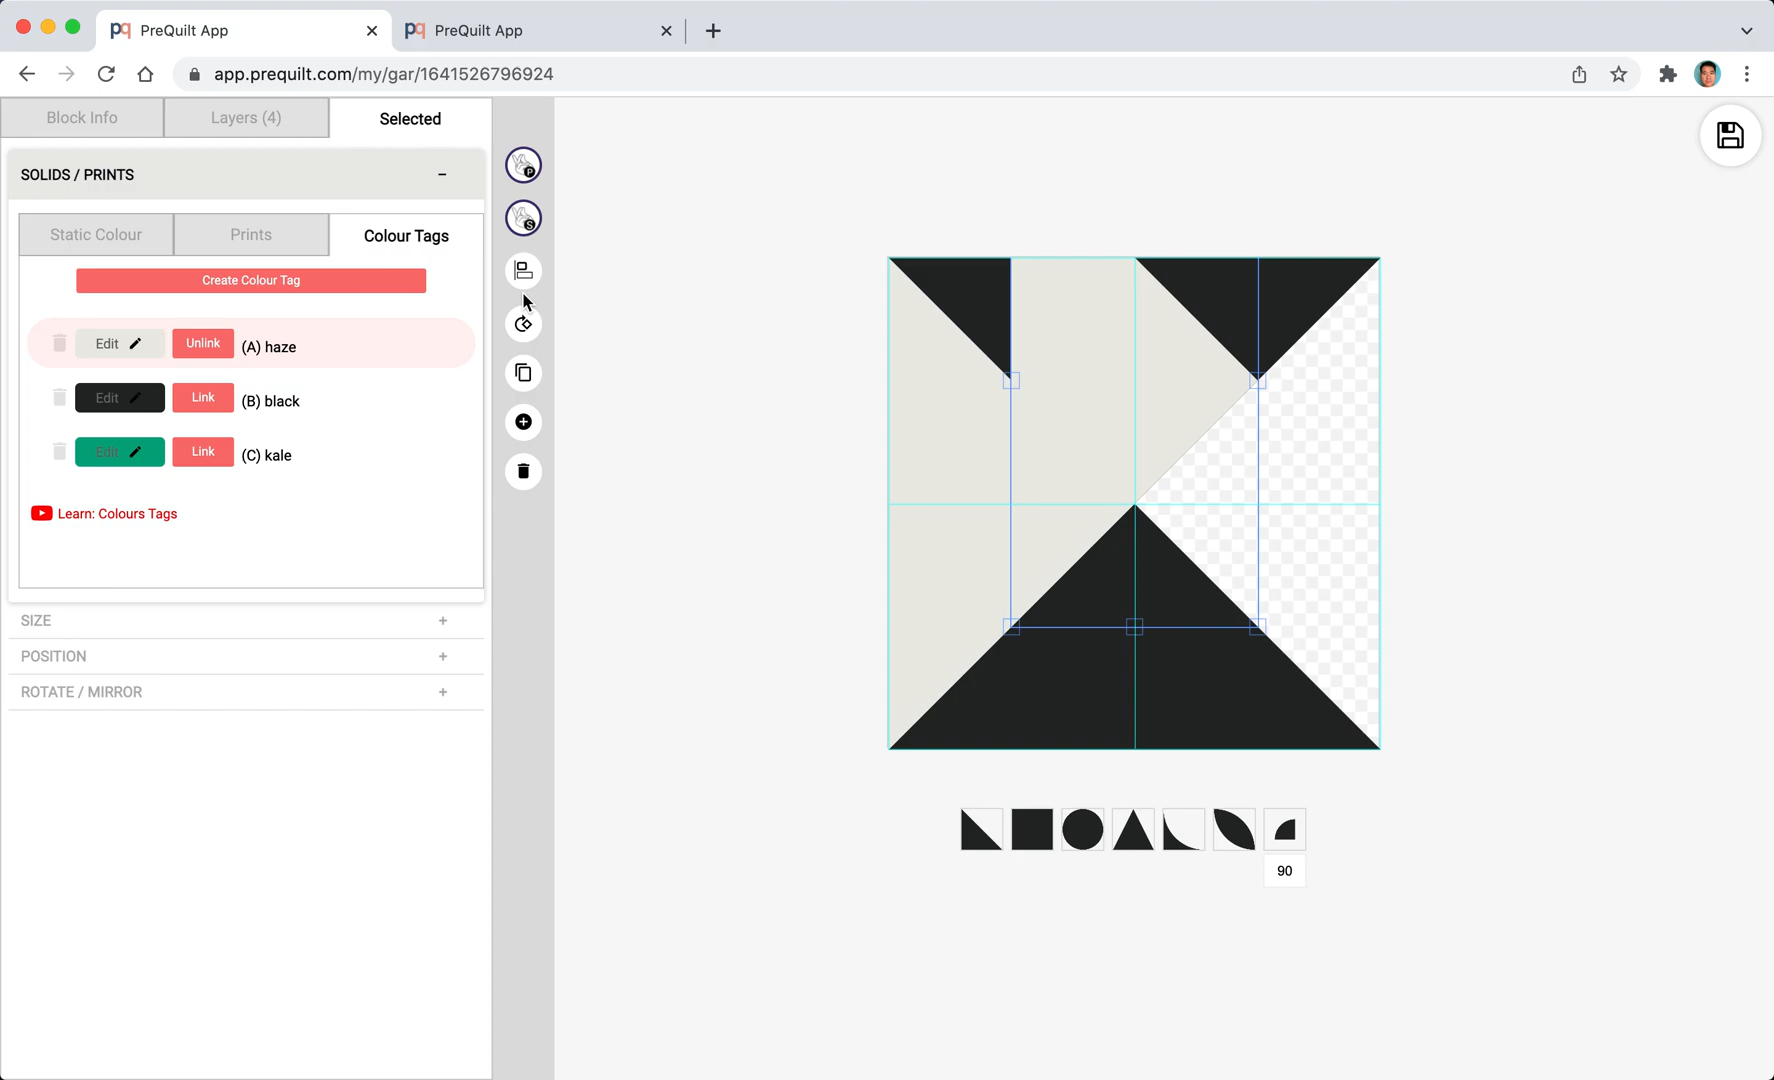 pq PreQuilt App
pq PreQuilt App
app.prequilt.com/my/gar/1641526796924
Block Info
Layers (4)
Selected
SOLIDS / PRINTS
Static Colour
Prints
Colour Tags
Create Colour Tag
Edit Unlink (A) haze
Edit Link (B) black
Edit Link (C) kale
Learn: Colours Tags
SIZE
POSITION
ROTATE / MIRROR
P
S
90